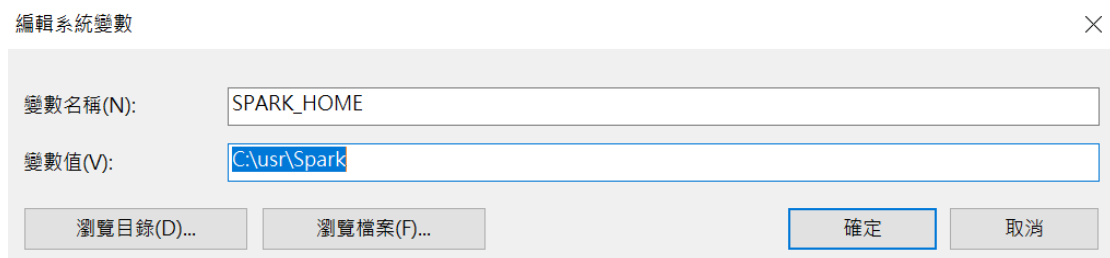 編輯系統變數
變數名稱(N):
SPARK_HOME
變數值(V):
C:\usr\Spark
瀏覽目錄(D)...
瀏覽檔案(F)...
確定
取消